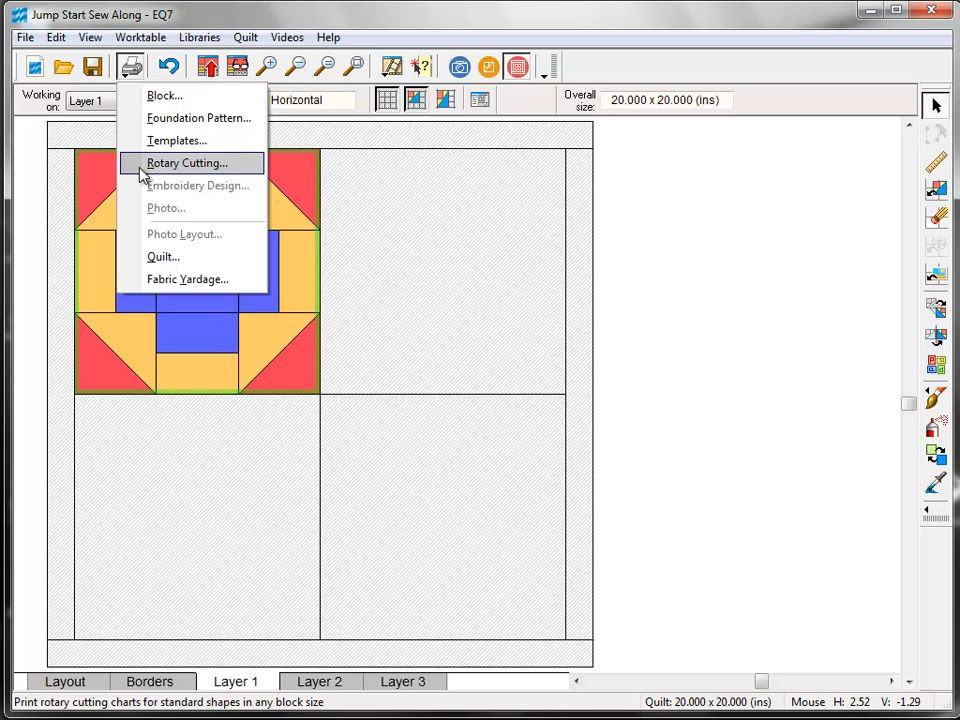 Jump Start Sew Along - EQ7
File Edit View Worktable Libraries Quilt Videos Help
Working on: Layer 1 Horizontal Overall size: 20.000 x 20.000 (ins)
Block...
Foundation Pattern...
Templates...
Rotary Cutting...
Embroidery Design...
Photo...
Photo Layout...
Quilt...
Fabric Yardage...
Layout Borders Layer 1 Layer 2 Layer 3
Print rotary cutting charts for standard shapes in any block size Quilt: 20.000 x 20.000 (ins) Mouse H: 2.52 V: -1.29